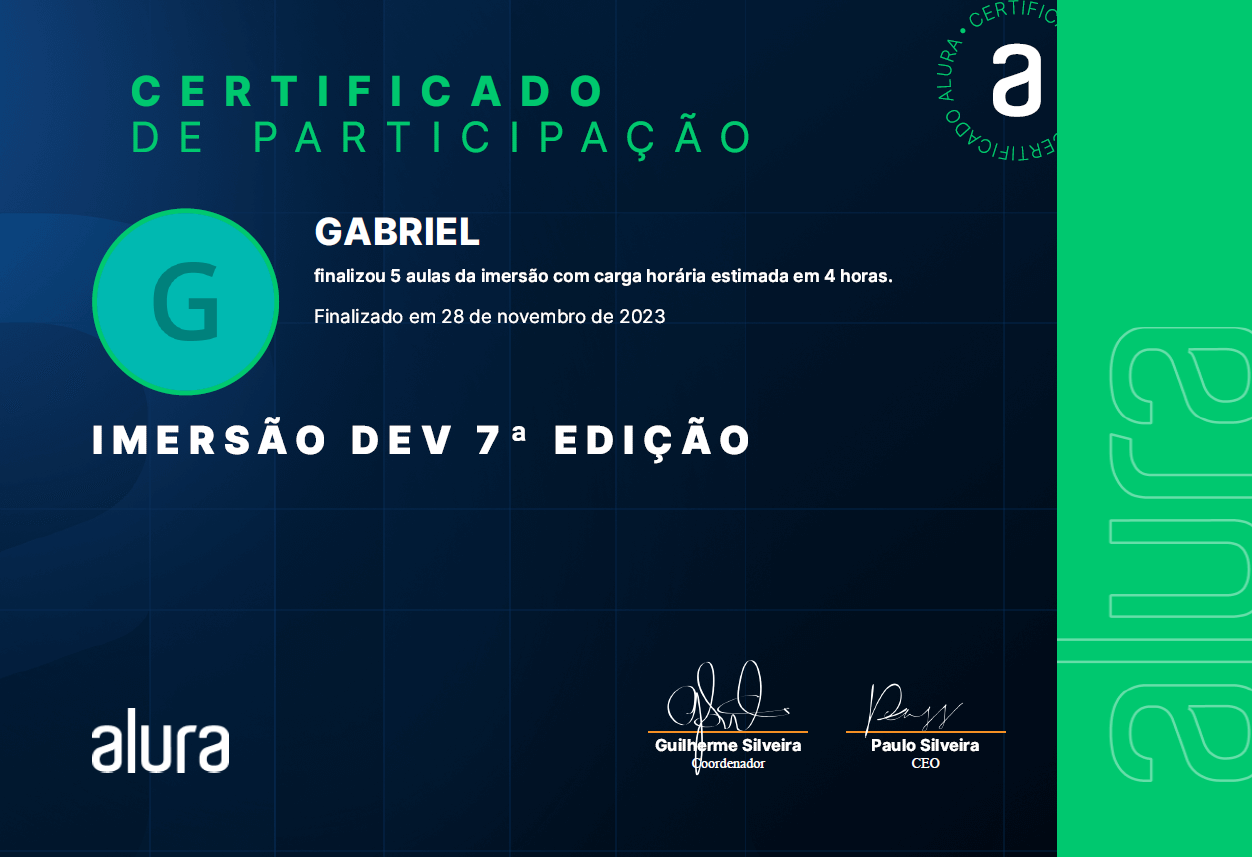 CERTIFICADO
DE PARTICIPAÇÃO
CERTIFICADO ALURA • CERTIFIC
a
GABRIEL
finalizou 5 aulas da imersão com carga horária estimada em 4 horas.
Finalizado em 28 de novembro de 2023
G
IMERSÃO DEV 7ª EDIÇÃO
alura
Guilherme Silveira
Coordenador
Paulo Silveira
CEO
alura